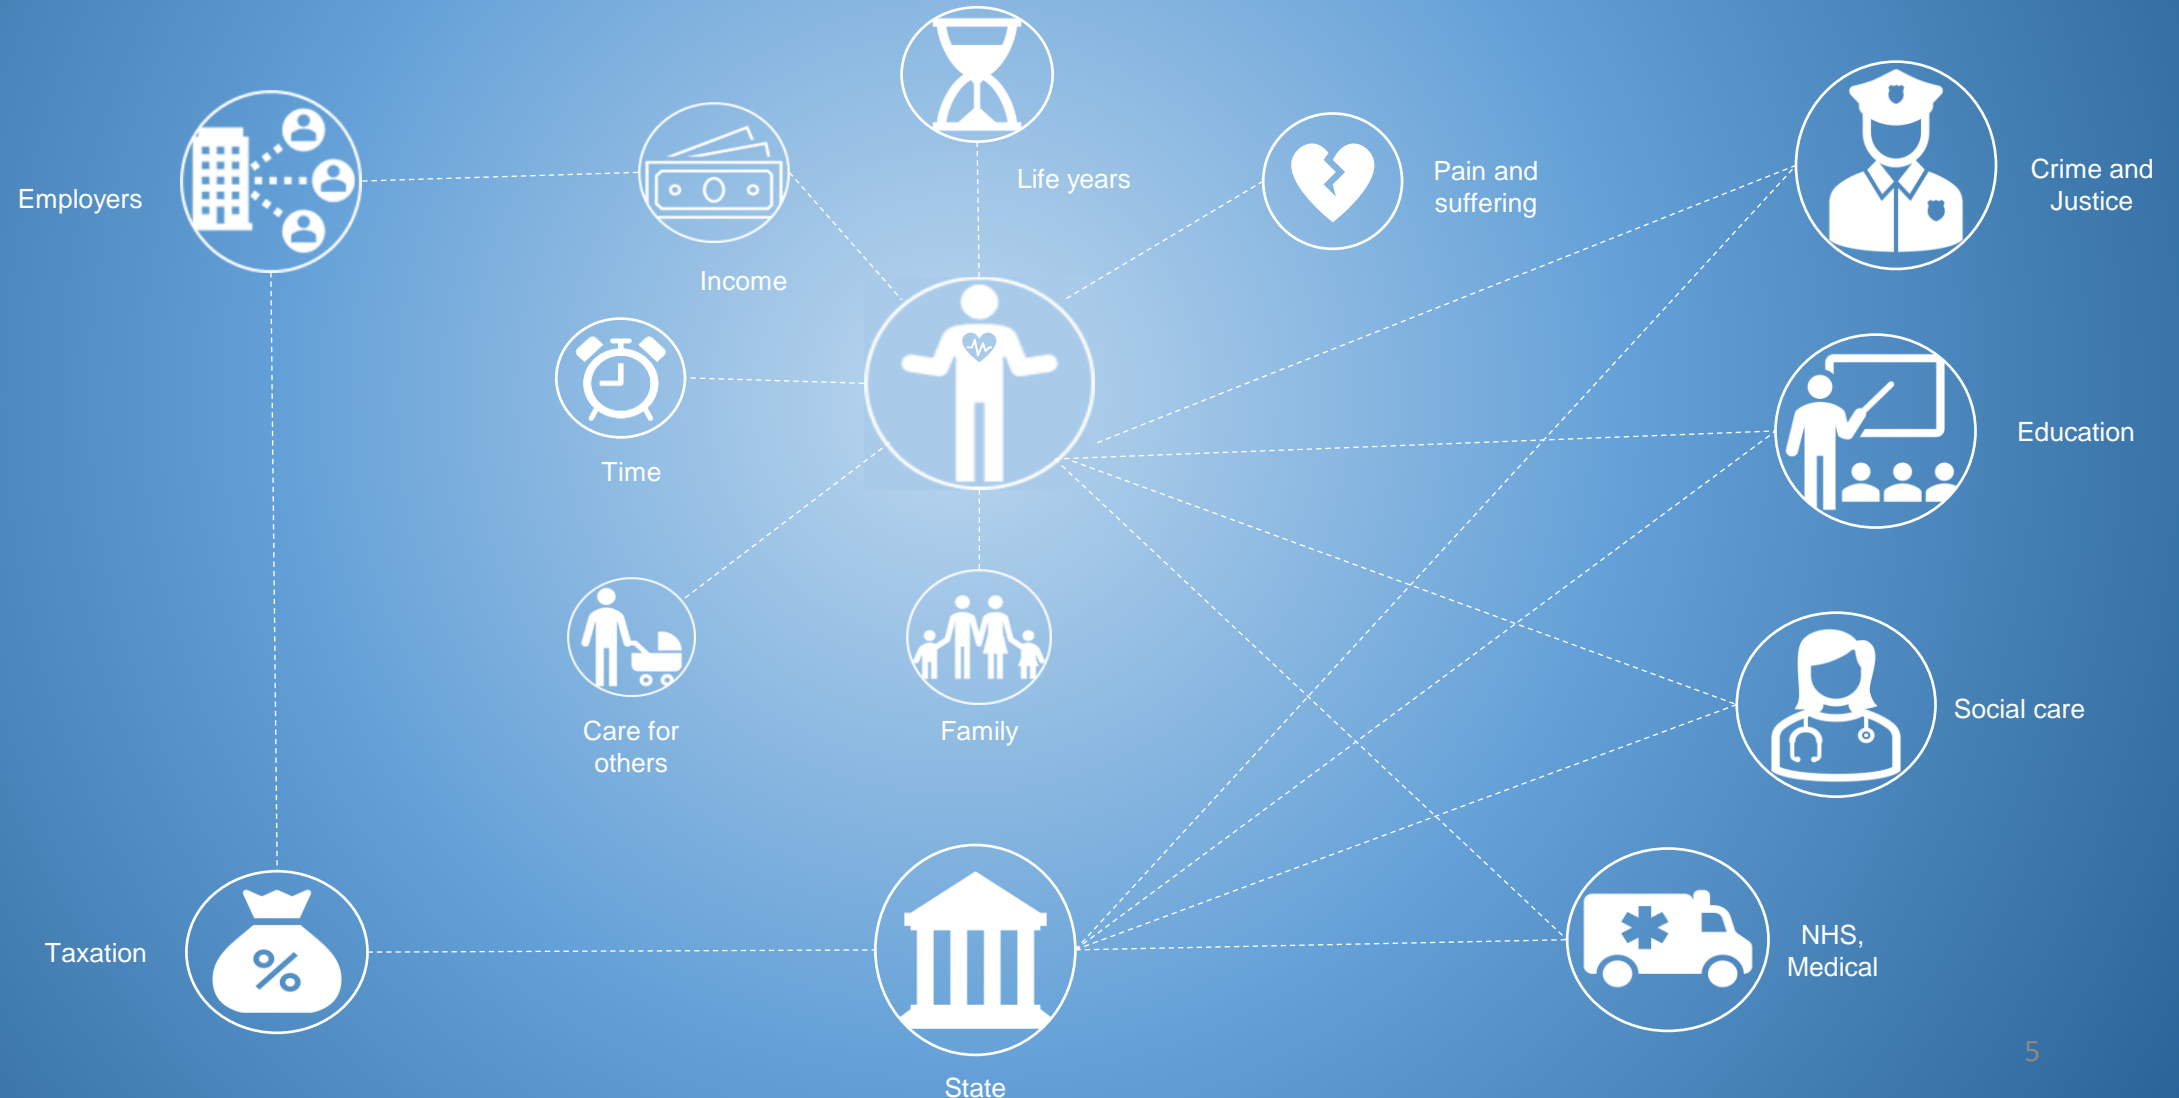 Life years
Pain and
suffering
Crime and
Justice
Employers
Income
Time
Education
Care for
others
Family
Social care
Taxation
NHS,
Medical
State
5
%